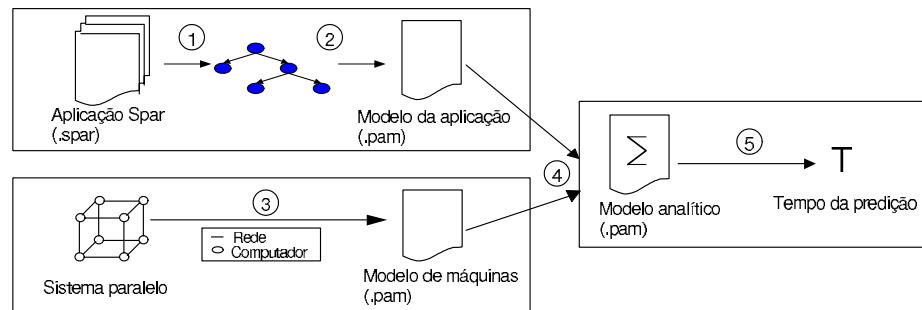 1
2
Aplicação Spar
(.spar)
Modelo da aplicação
(.pam)
3
Rede
Computador
Sistema paralelo
Modelo de máquinas
(.pam)
4
Σ
5
T
Modelo analítico
(.pam)
Tempo da predição